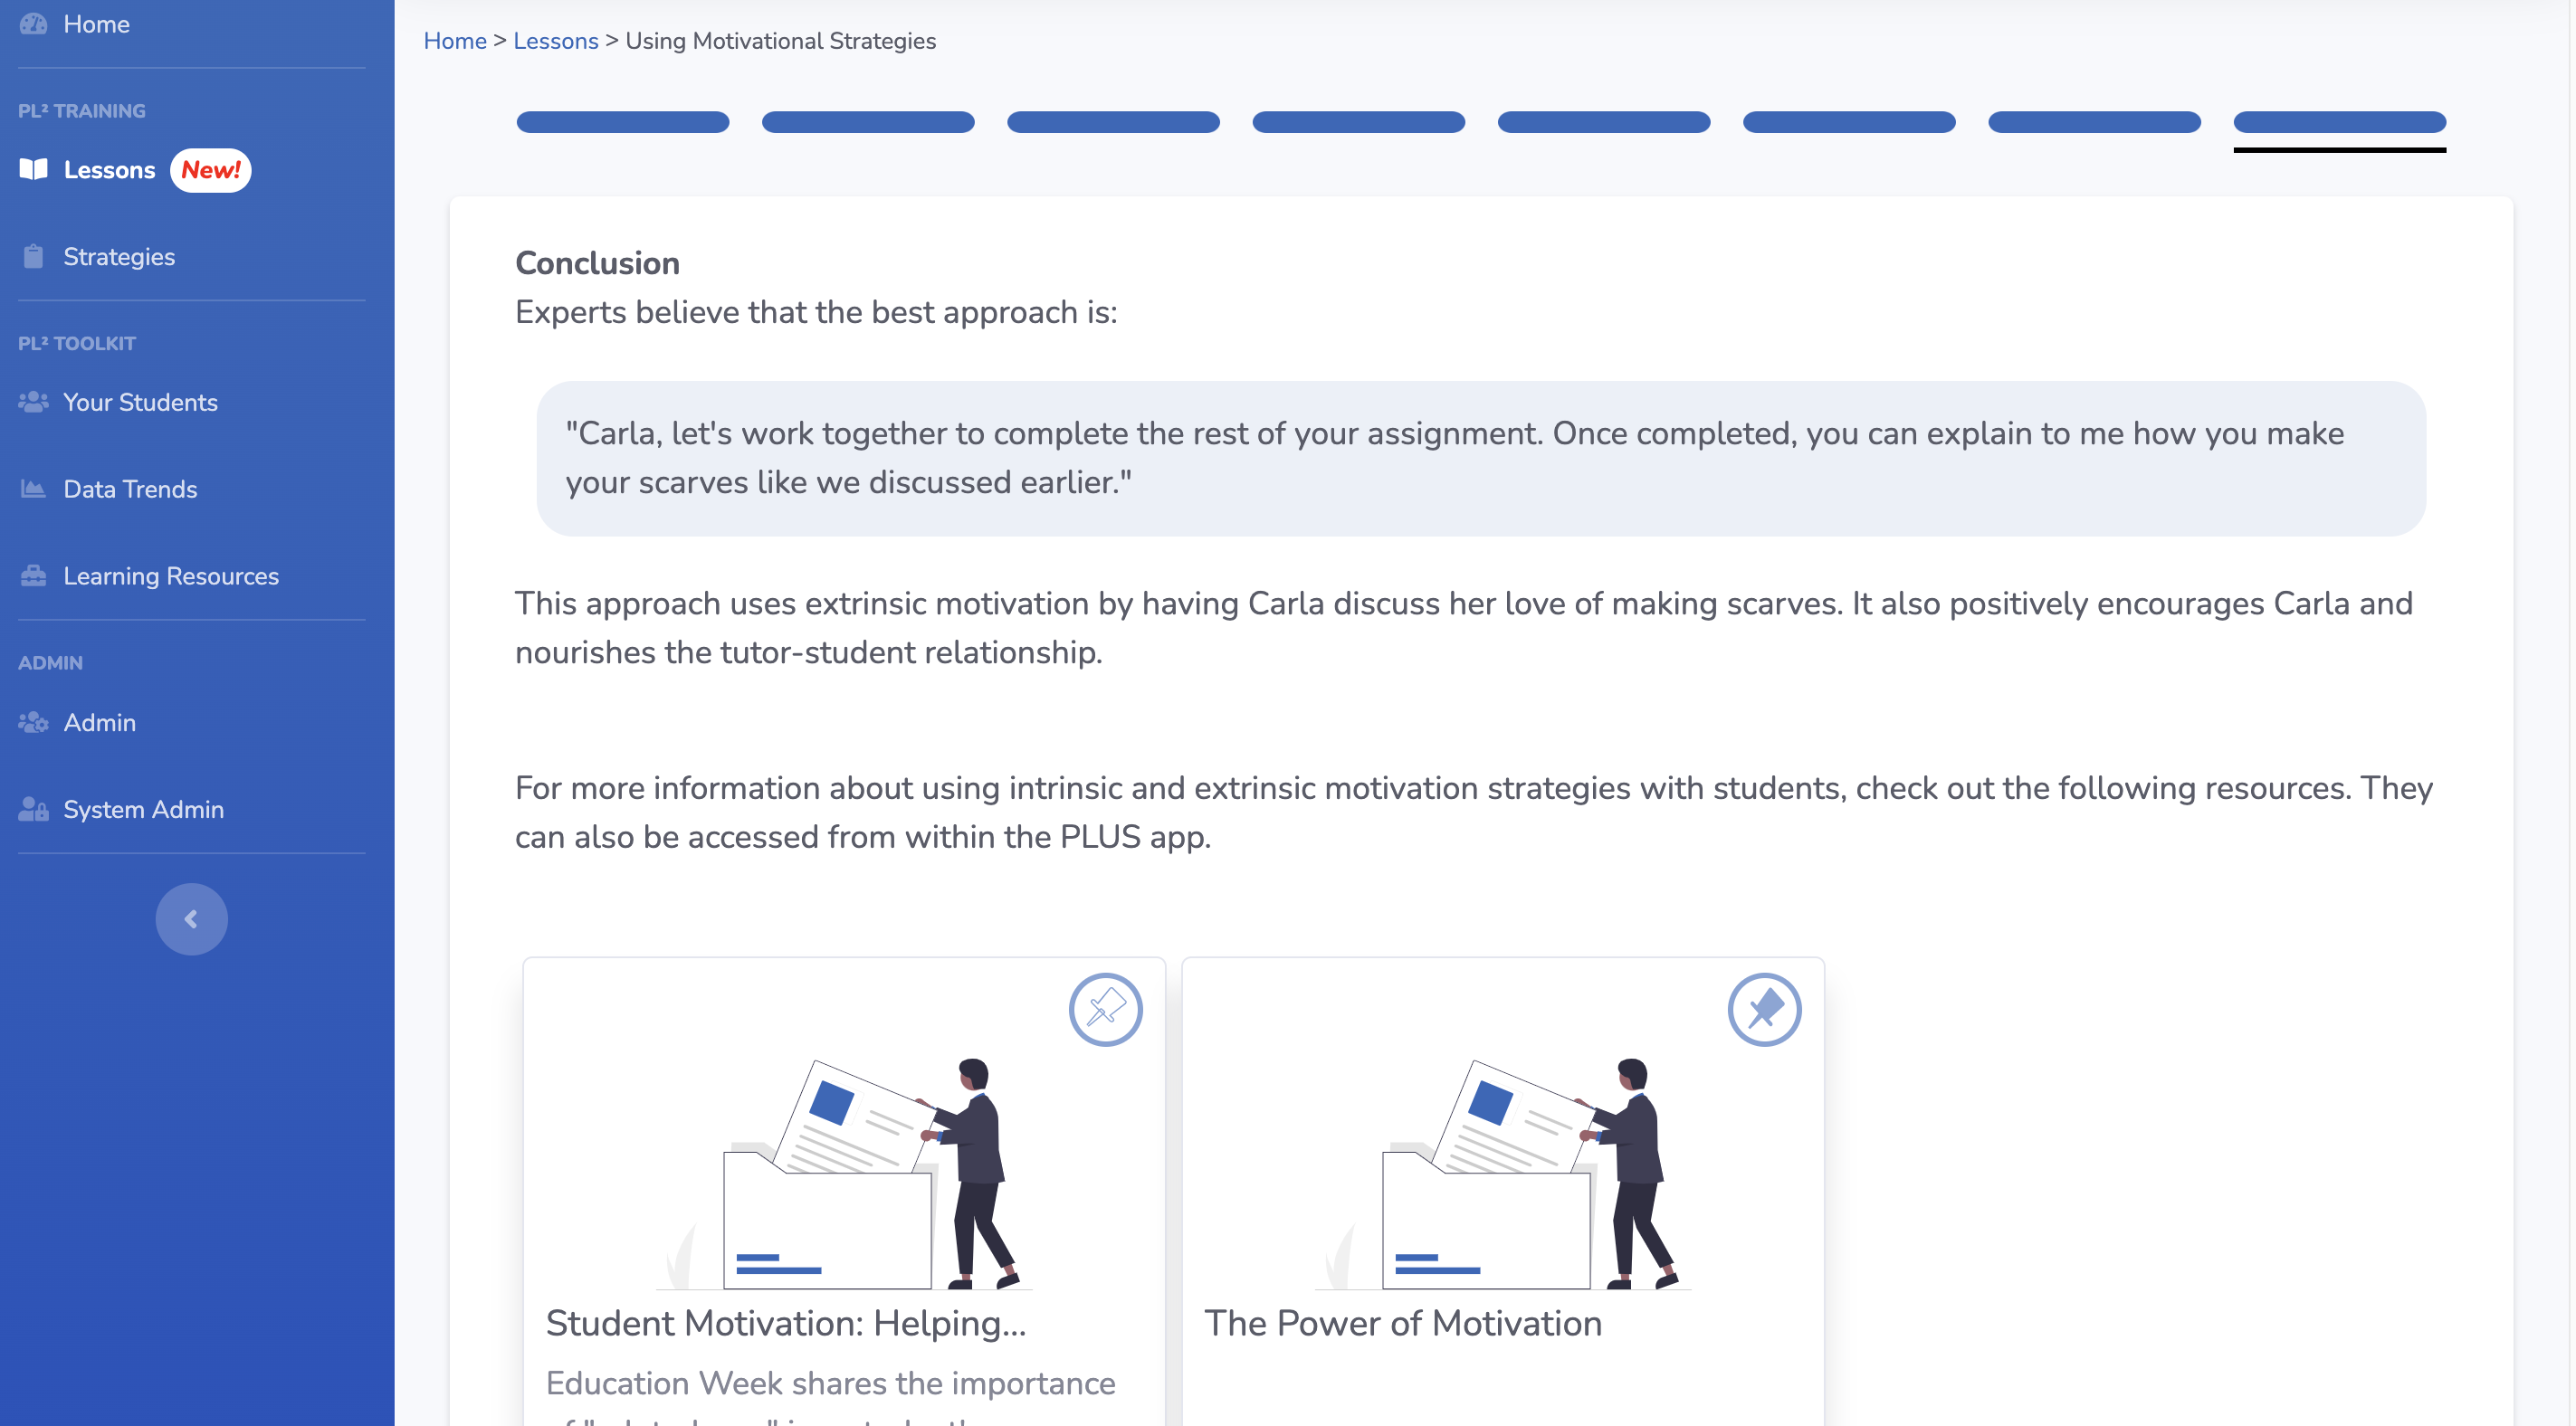 Home
PL² TRAINING
Lessons New!
Strategies
PL² TOOLKIT
Your Students
Data Trends
Learning Resources
ADMIN
Admin
System Admin
Home > Lessons > Using Motivational Strategies
Conclusion
Experts believe that the best approach is:
"Carla, let's work together to complete the rest of your assignment. Once completed, you can explain to me how you make
your scarves like we discussed earlier."
This approach uses extrinsic motivation by having Carla discuss her love of making scarves. It also positively encourages Carla and
nourishes the tutor-student relationship.
For more information about using intrinsic and extrinsic motivation strategies with students, check out the following resources. They
can also be accessed from within the PLUS app.
Student Motivation: Helping...
Education Week shares the importance
The Power of Motivation